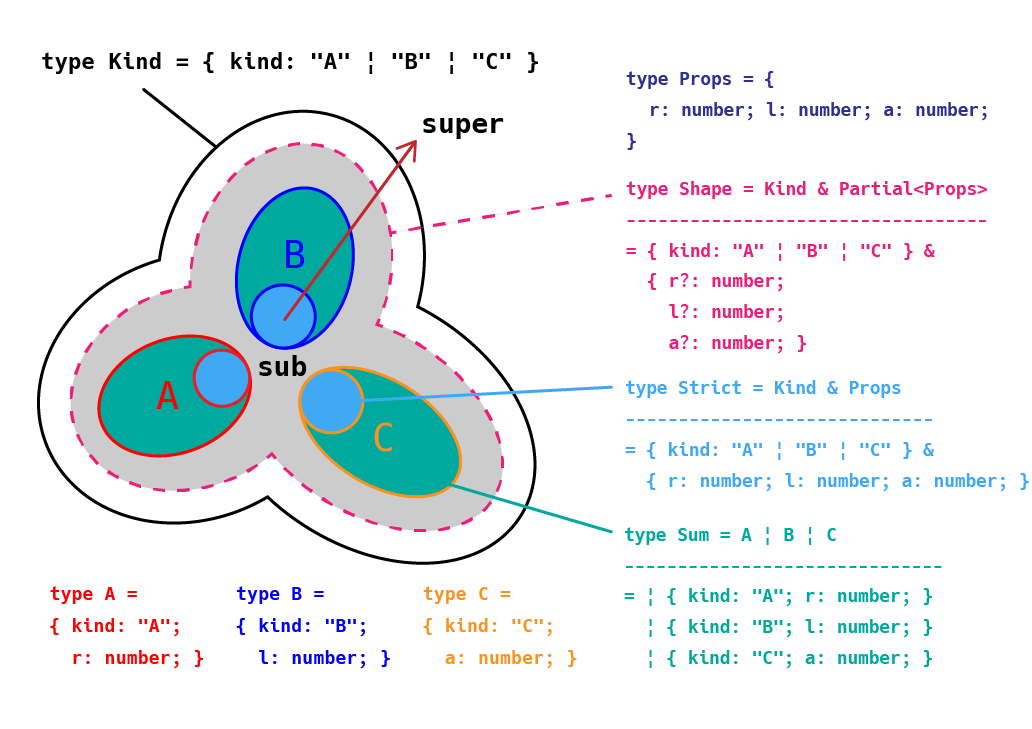 type Kind = { kind: "A" ¦ "B" ¦ "C" }
super
B
A
sub
C
type Props = {
r: number; l: number; a: number;
}
type Shape = Kind & Partial<Props>
----------------------------------
= { kind: "A" ¦ "B" ¦ "C" } &
{ r?: number;
l?: number;
a?: number; }
type Strict = Kind & Props
-----------------------------
= { kind: "A" ¦ "B" ¦ "C" } &
{ r: number; l: number; a: number; }
type Sum = A ¦ B ¦ C
------------------------------
= ¦ { kind: "A"; r: number; }
¦ { kind: "B"; l: number; }
¦ { kind: "C"; a: number; }
type A =
{ kind: "A";
r: number; }
type B =
{ kind: "B";
l: number; }
type C =
{ kind: "C";
a: number; }